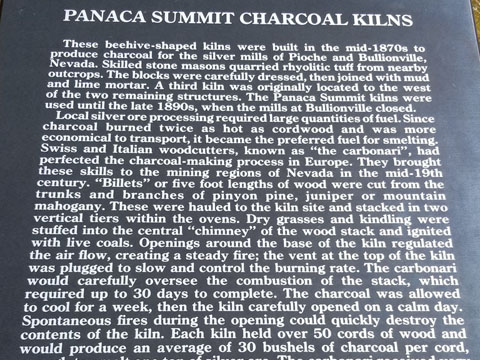 PANACA SUMMIT CHARCOAL KILNS
These beehive-shaped kilns were built in the mid-1870s to
produce charcoal for the silver mills of Pioche and Bullionville,
Nevada. Skilled stone masons quarried rhyolitic tuff from nearby
outcrops. The blocks were carefully dressed, then joined with mud
and lime mortar. A third kiln was originally located to the west
of the two remaining structures. The Panaca Summit kilns were
used until the late 1890s, when the mills at Bullionville closed.
Local silver ore processing required large quantities of fuel. Since
charcoal burned twice as hot as cordwood and was more
economical to transport, it became the preferred fuel for smelting.
Swiss and Italian woodcutters, known as "the carbonari", had
perfected the charcoal-making process in Europe. They brought
these skills to the mining regions of Nevada in the mid-19th
century. "Billets" or five foot lengths of wood were cut from the
trunks and branches of pinyon pine, juniper or mountain
mahogany. These were hauled to the kiln site and stacked in two
vertical tiers within the ovens. Dry grasses and kindling were
stuffed into the central "chimney" of the wood stack and ignited
with live coals. Openings around the base of the kiln regulated
the air flow, creating a steady fire; the vent at the top of the kiln
was plugged to slow and control the burning rate. The carbonari
would carefully oversee the combustion of the stack, which
required up to 30 days to complete. The charcoal was allowed
to cool for a week, then the kiln carefully opened on a calm day.
Spontaneous fires during the opening could quickly destroy the
contents of the kiln. Each kiln held over 50 cords of wood and
would produce an average of 30 bushels of charcoal per cord,